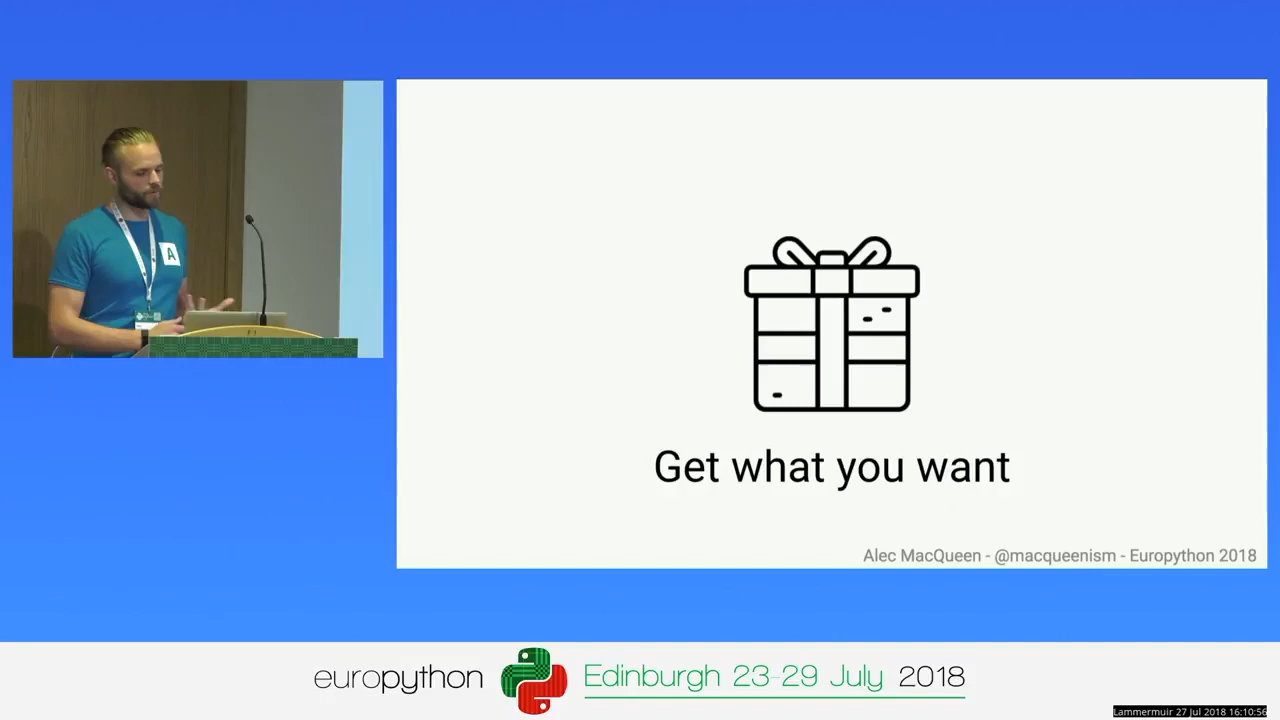 A
Get what you want
Alec MacQueen - @macqueenism - Europython 2018
europython Edinburgh 23-29 July 2018
Lammermuir 27 Jul 2018 16:10:56